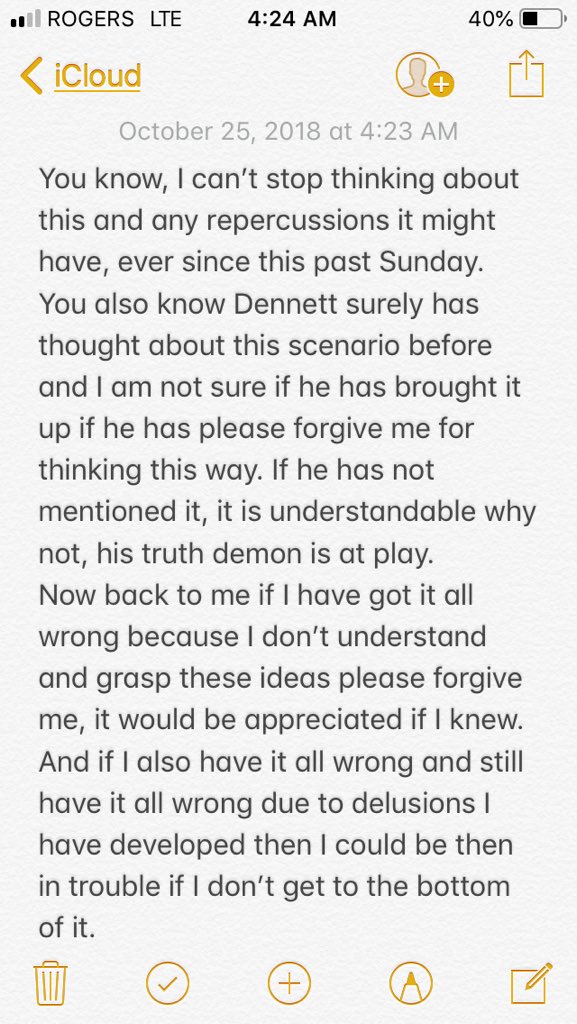 ROGERS LTE 4:24 AM 40%
iCloud
October 25, 2018 at 4:23 AM
You know, I can’t stop thinking about
this and any repercussions it might
have, ever since this past Sunday.
You also know Dennett surely has
thought about this scenario before
and I am not sure if he has brought it
up if he has please forgive me for
thinking this way. If he has not
mentioned it, it is understandable why
not, his truth demon is at play.
Now back to me if I have got it all
wrong because I don’t understand
and grasp these ideas please forgive
me, it would be appreciated if I knew.
And if I also have it all wrong and still
have it all wrong due to delusions I
have developed then I could be then
in trouble if I don’t get to the bottom
of it.